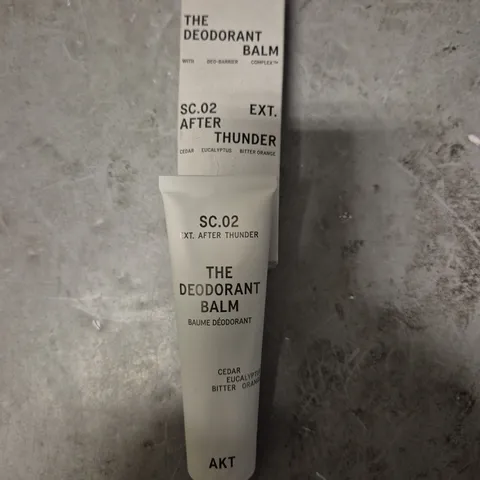 THE
DEODORANT
BALM
WITH DEO-BARRIER COMPLEX™
SC.02 EXT.
AFTER
THUNDER
CEDAR EUCALYPTUS BITTER ORANGE
SC.02
EXT. AFTER THUNDER
THE
DEODORANT
BALM
BAUME DÉODORANT
CEDAR
EUCALYPTUS
BITTER ORANGE
AKT